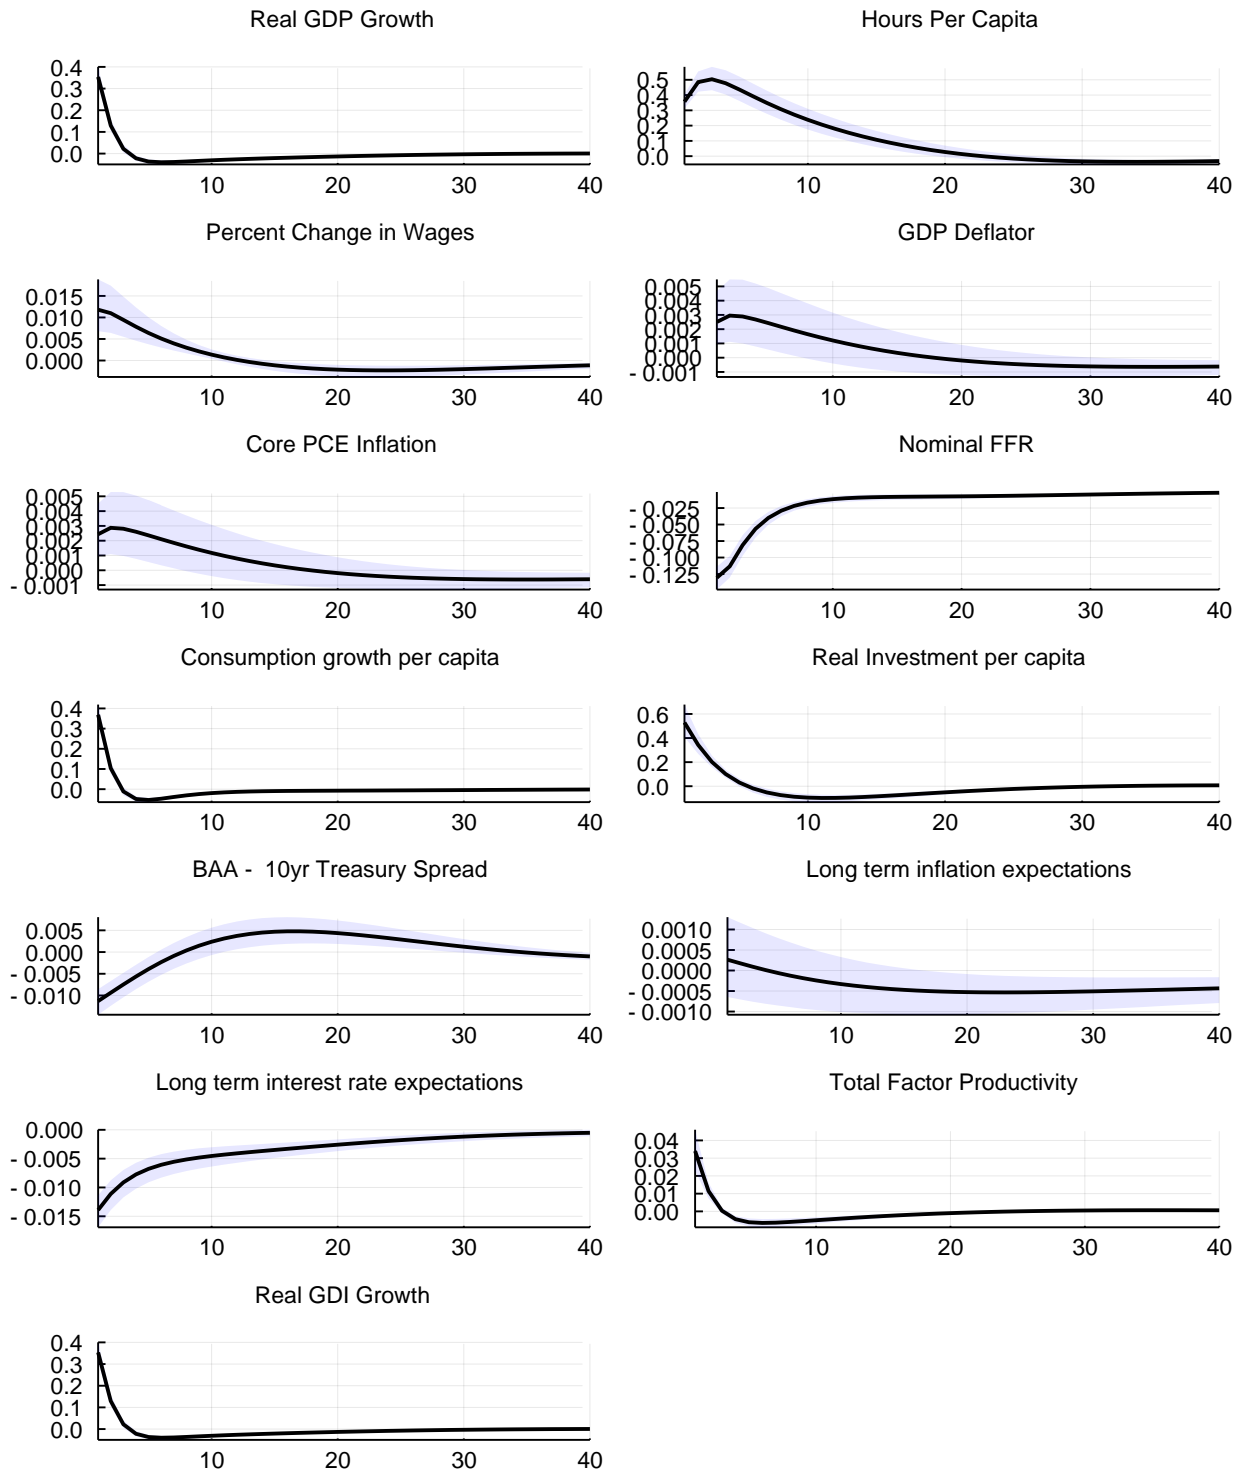 Real GDP Growth
0.4
0.3
0.2
0.1
0.0
10 20 30 40
Hours Per Capita
0.5
0.4
0.3
0.2
0.1
0.0
10 20 30 40
Percent Change in Wages
0.015
0.010
0.005
0.000
10 20 30 40
GDP Deflator
0.005
0.004
0.003
0.002
0.001
0.000
- 0.001
10 20 30 40
Core PCE Inflation
0.005
0.004
0.003
0.002
0.001
0.000
- 0.001
10 20 30 40
Nominal FFR
- 0.025
- 0.050
- 0.075
- 0.100
- 0.125
10 20 30 40
Consumption growth per capita
0.4
0.3
0.2
0.1
0.0
10 20 30 40
Real Investment per capita
0.6
0.4
0.2
0.0
10 20 30 40
BAA -  10yr Treasury Spread
0.005
0.000
- 0.005
- 0.010
10 20 30 40
Long term inflation expectations
0.0010
0.0005
0.0000
- 0.0005
- 0.0010
10 20 30 40
Long term interest rate expectations
0.000
- 0.005
- 0.010
- 0.015
10 20 30 40
Total Factor Productivity
0.04
0.03
0.02
0.01
0.00
10 20 30 40
Real GDI Growth
0.4
0.3
0.2
0.1
0.0
10 20 30 40